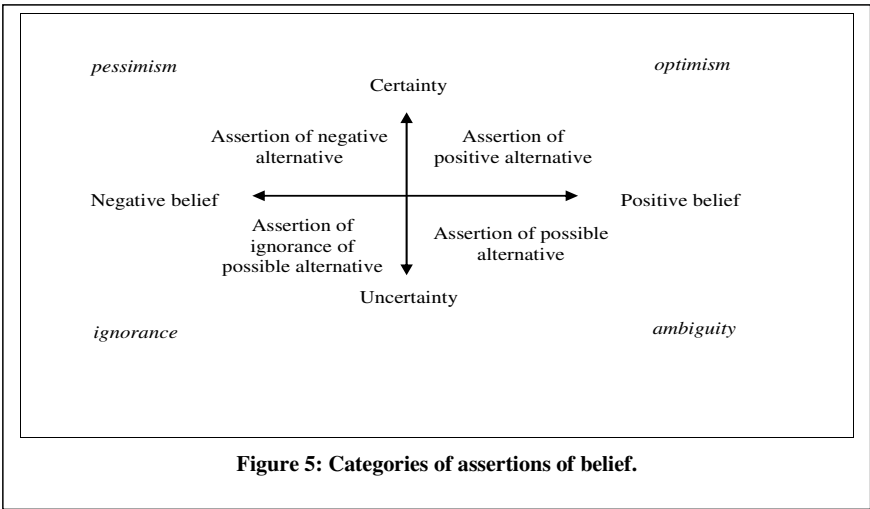 pessimism
optimism
Certainty
Assertion of negative
alternative
Assertion of
positive alternative
Negative belief
Positive belief
Assertion of
ignorance of
possible alternative
Assertion of possible
alternative
Uncertainty
ignorance
ambiguity
Figure 5: Categories of assertions of belief.